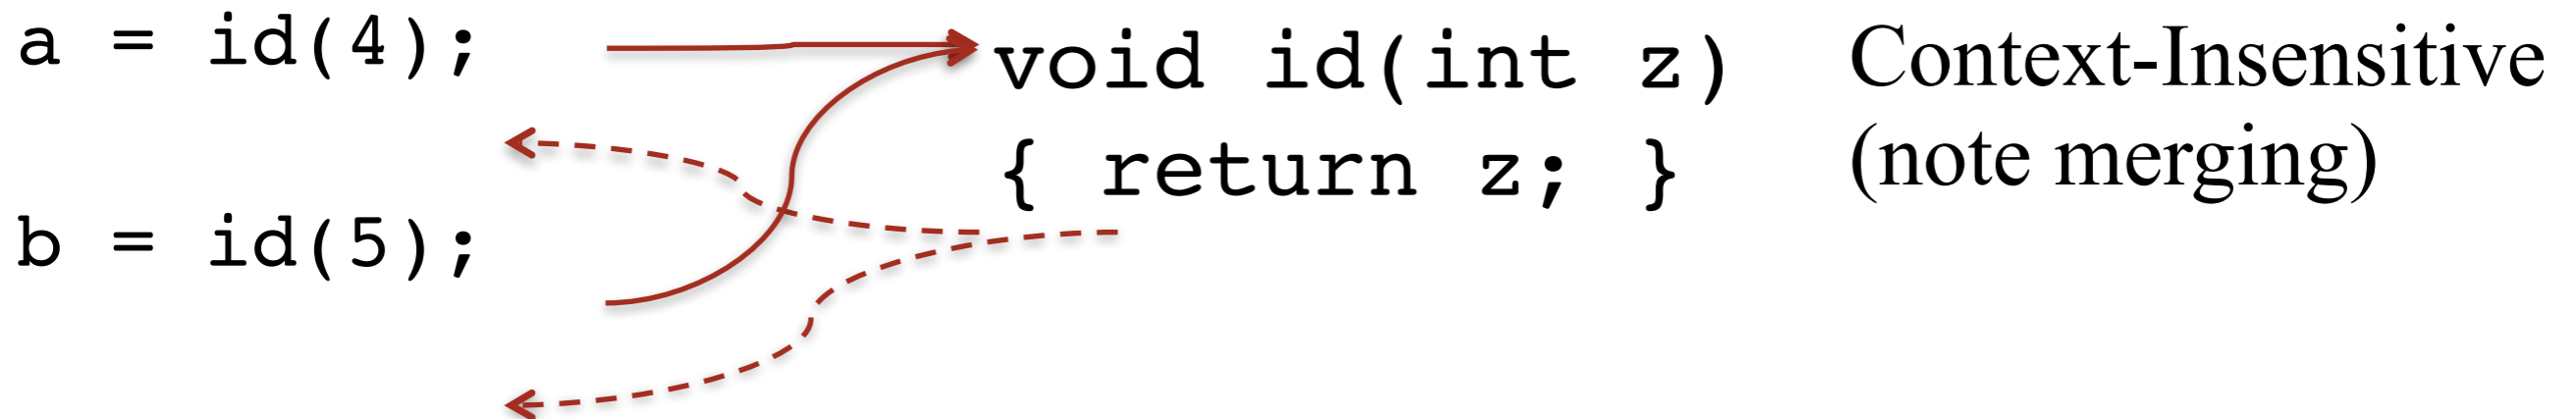 a = id(4);
void id(int z)
{ return z; }
b = id(5);
Context-Insensitive
(note merging)